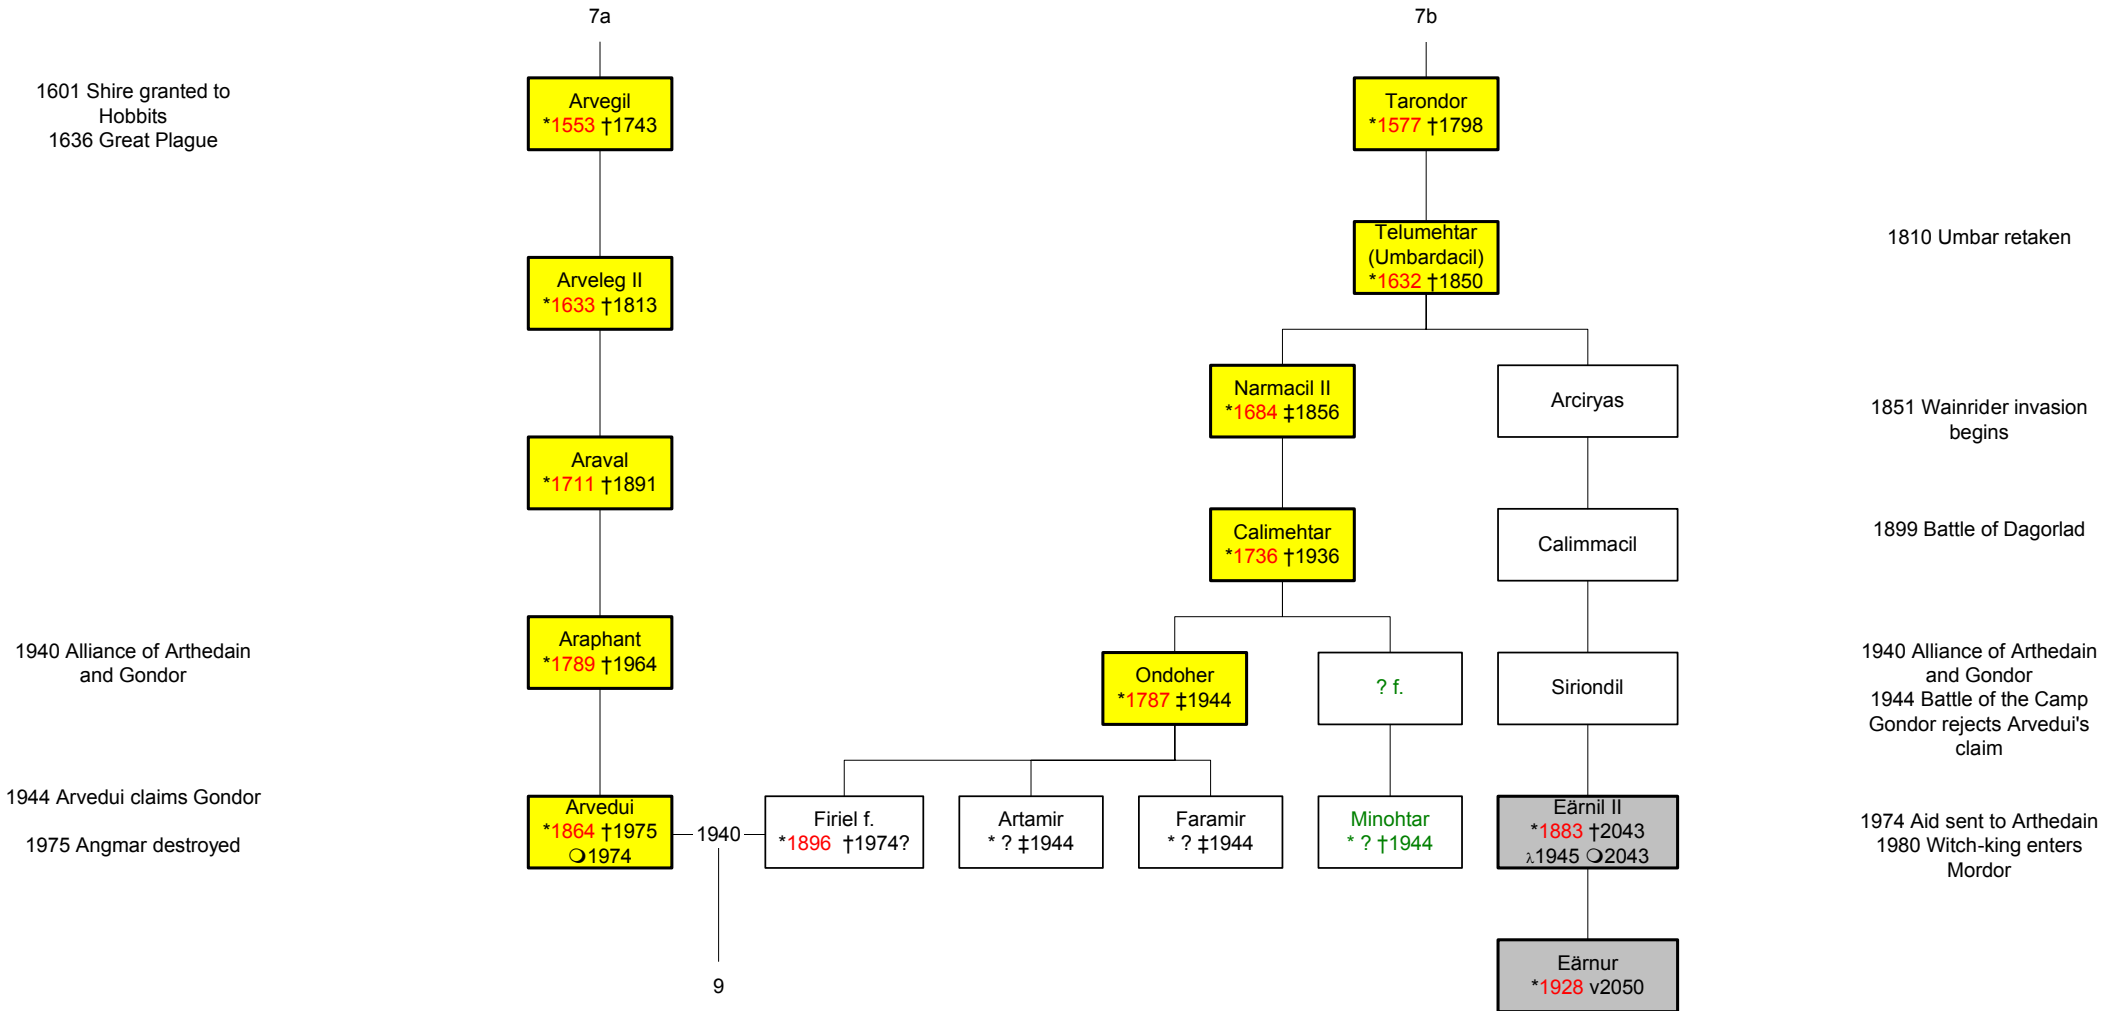 7a
7b
1601 Shire granted to
Hobbits
1636 Great Plague
Arvegil
*1553 †1743
Tarondor
*1577 †1798
Telumehtar
(Umbardacil)
*1632 †1850
1810 Umbar retaken
Arveleg II
*1633 †1813
Narmacil II
*1684 ‡1856
Arciryas
1851 Wainrider invasion
begins
Araval
*1711 †1891
Calimehtar
*1736 †1936
Calimmacil
1899 Battle of Dagorlad
1940 Alliance of Arthedain
and Gondor
Araphant
*1789 †1964
Ondoher
*1787 ‡1944
? f.
Siriondil
1940 Alliance of Arthedain
and Gondor
1944 Battle of the Camp
Gondor rejects Arvedui's
claim
1944 Arvedui claims Gondor
1975 Angmar destroyed
Arvedui
*1864 †1975
❍1974
1940
Firiel f.
*1896 †1974?
Artamir
* ? ‡1944
Faramir
* ? ‡1944
Minohtar
* ? †1944
Eärnil II
*1883 †2043
λ1945 ❍2043
1974 Aid sent to Arthedain
1980 Witch-king enters
Mordor
9
Eärnur
*1928 v2050